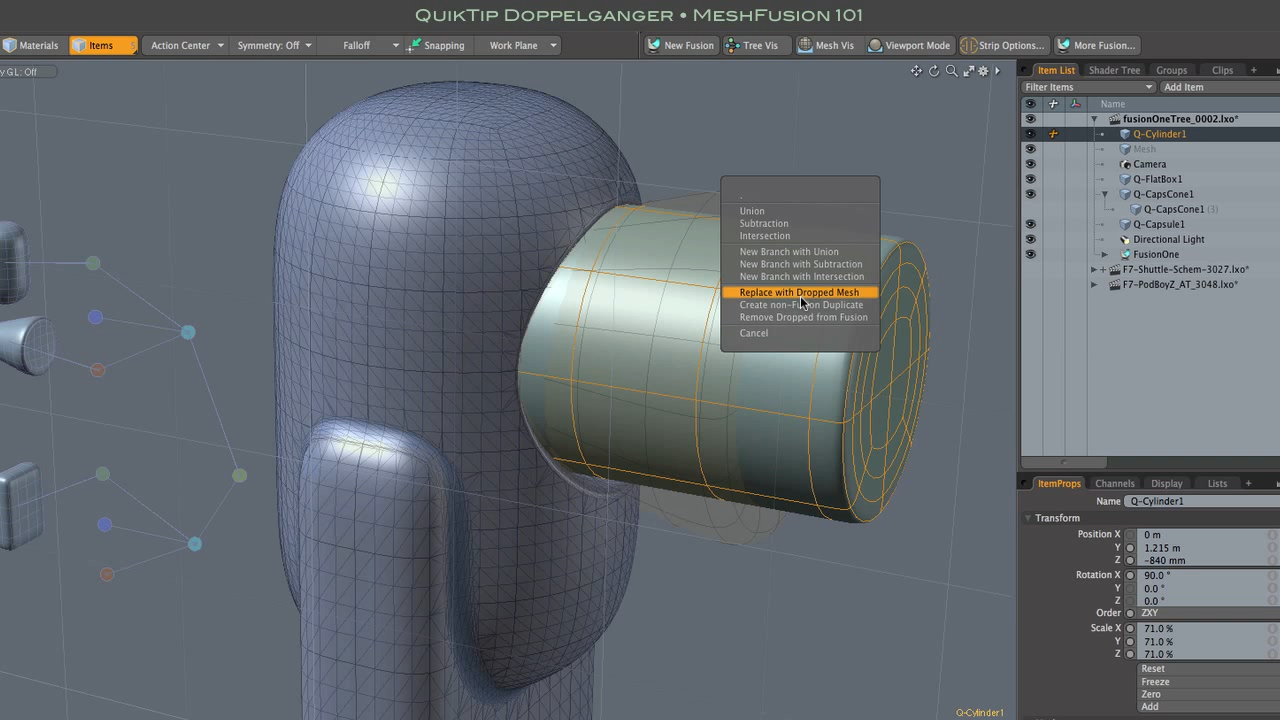 QuikTip Doppelganger • MeshFusion 101
Materials
Items
Action Center
Symmetry: Off
Falloff
Snapping
Work Plane
New Fusion
Tree Vis
Mesh Vis
Viewport Mode
Strip Options...
More Fusion...
y GL: Off
Item List
Shader Tree
Groups
Clips
+
Filter Items
Add Item
Name
fusionOneTree_0002.lxo*
Q-Cylinder1
Mesh
Camera
Q-FlatBox1
Q-CapsCone1
Q-CapsCone1 (3)
Q-Capsule1
Directional Light
FusionOne
F7-Shuttle-Schem-3027.lxo*
F7-PodBoyZ_AT_3048.lxo*
Union
Subtraction
Intersection
New Branch with Union
New Branch with Subtraction
New Branch with Intersection
Replace with Dropped Mesh
Create non-Fusion Duplicate
Remove Dropped from Fusion
Cancel
ItemProps
Channels
Display
Lists
+
Name Q-Cylinder1
Transform
Position X 0 m
Y 1.215 m
Z -840 mm
Rotation X 90.0 °
Y 0.0 °
Z 0.0 °
Order ZXY
Scale X 71.0 %
Y 71.0 %
Z 71.0 %
Reset
Freeze
Zero
Add
Q-Cylinder1